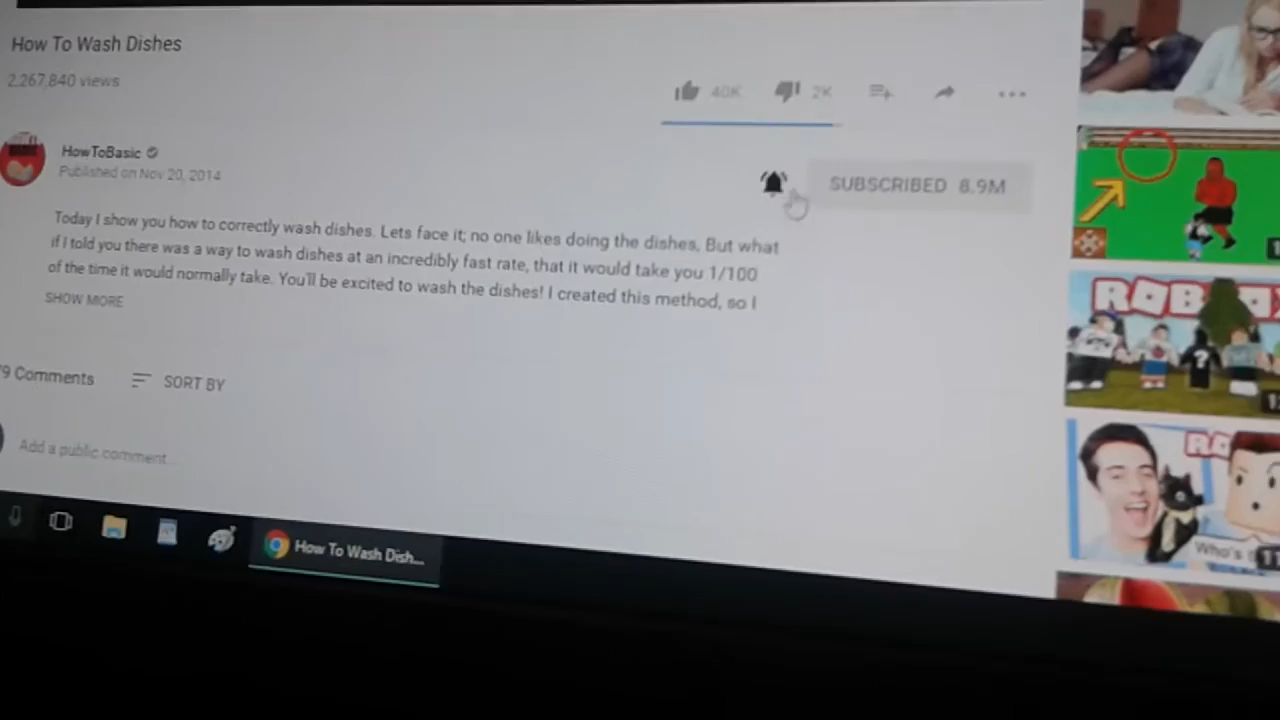 How To Wash Dishes
2,267,840 views
40K
2K
HowToBasic
Published on Nov 20, 2014
SUBSCRIBED 8.9M
Today I show you how to correctly wash dishes. Lets face it; no one likes doing the dishes. But what
if I told you there was a way to wash dishes at an incredibly fast rate, that it would take you 1/100
of the time it would normally take. You'll be excited to wash the dishes! I created this method, so I
SHOW MORE
9 Comments
SORT BY
Add a public comment...
How To Wash Dish...
?
Who's